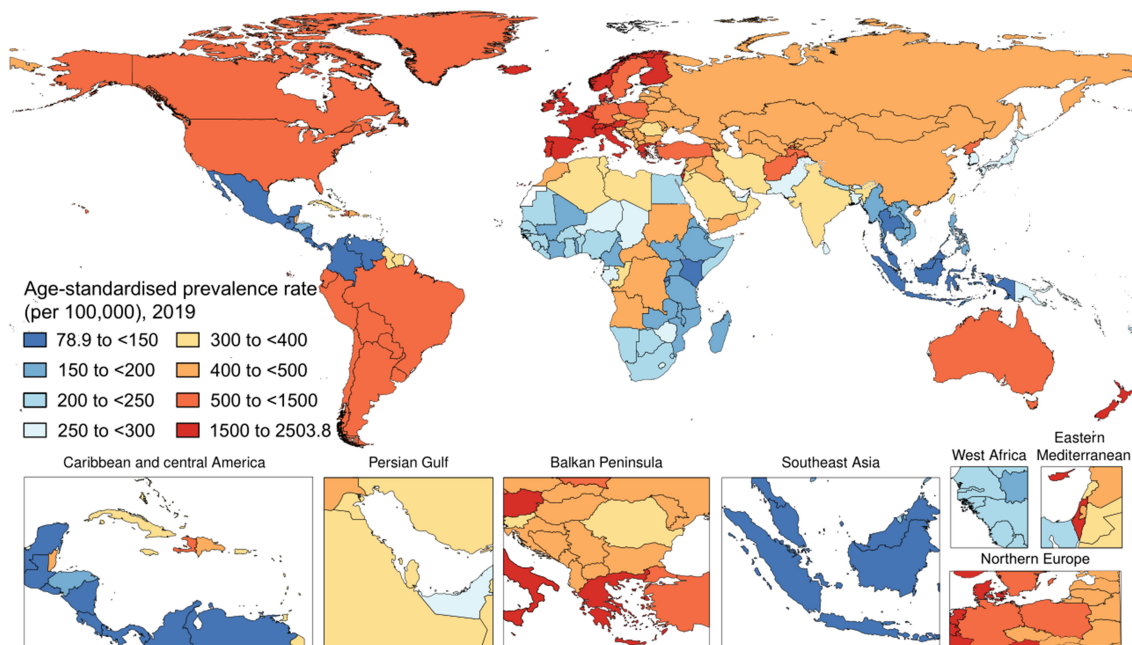 Age-standardised prevalence rate
(per 100,000), 2019
78.9 to <150
150 to <200
200 to <250
250 to <300
300 to <400
400 to <500
500 to <1500
1500 to 2503.8
Caribbean and central America
Persian Gulf
Balkan Peninsula
Southeast Asia
West Africa
Eastern
Mediterranean
Northern Europe